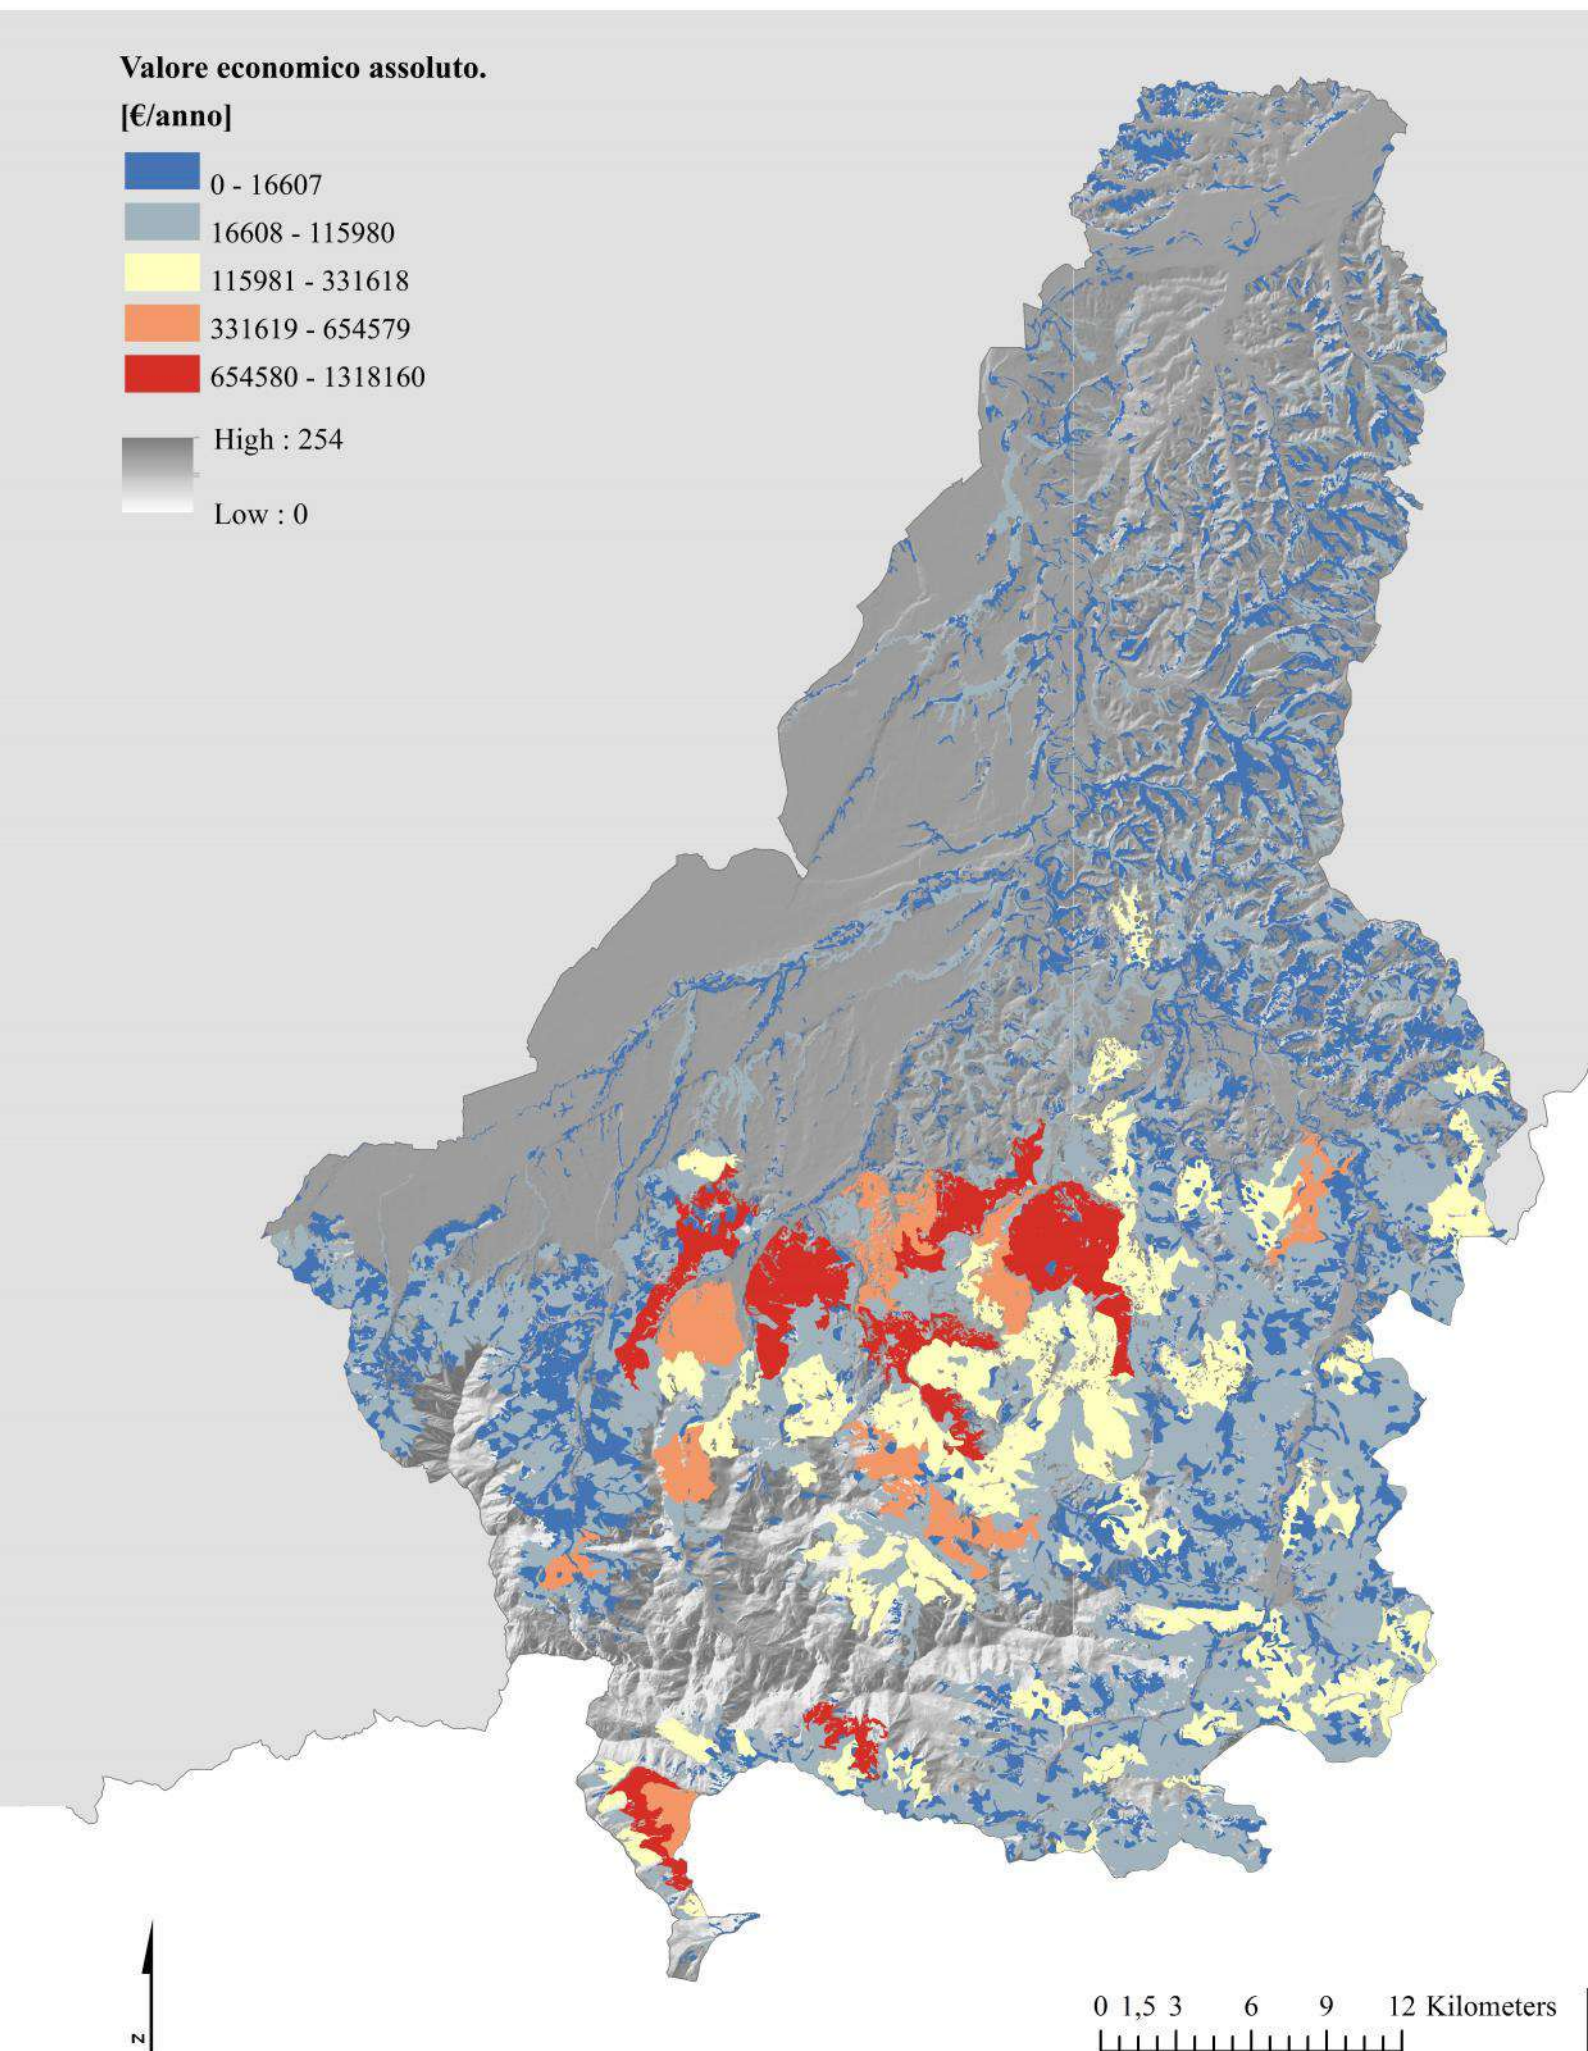 Valore economico assoluto.
[€/anno]
0 - 16607
16608 - 115980
115981 - 331618
331619 - 654579
654580 - 1318160
High : 254
Low : 0
0 1,5 3 6 9 12 Kilometers
N